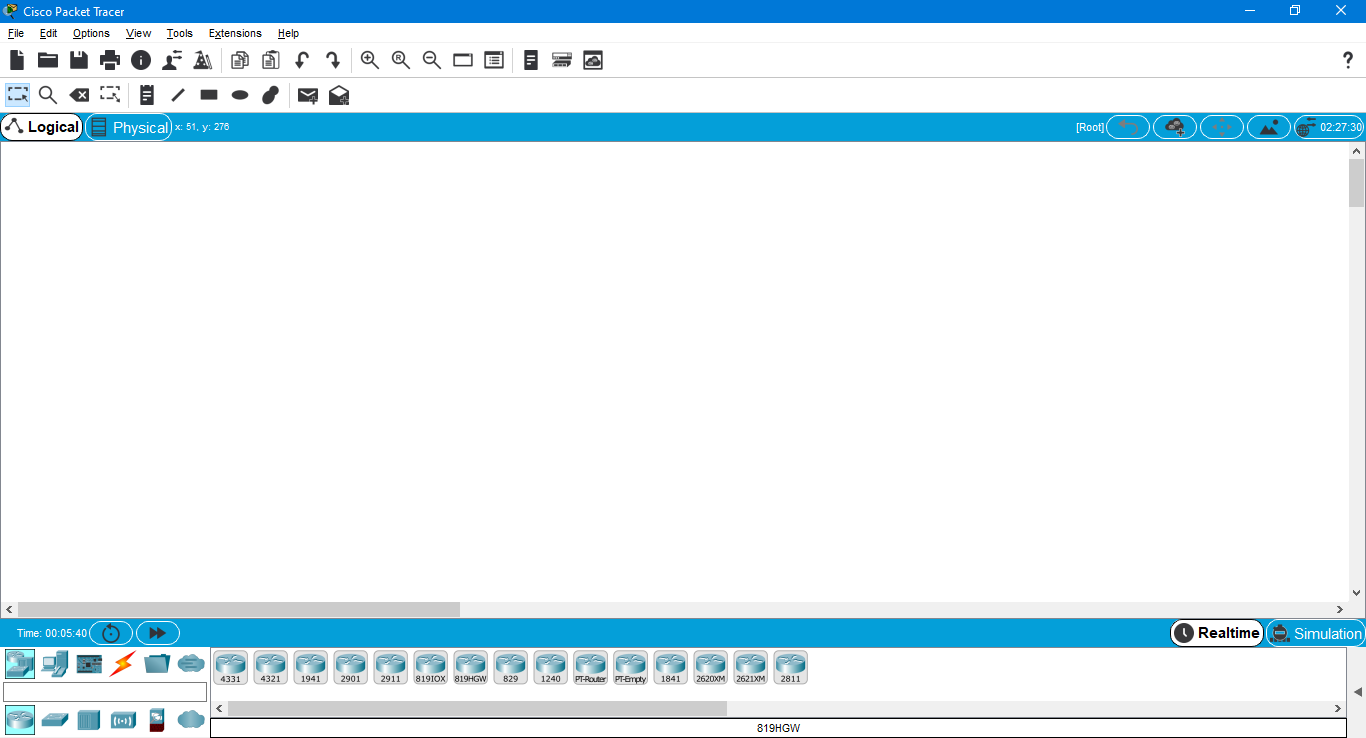 Cisco Packet Tracer
File Edit Options View Tools Extensions Help
R
?
Logical Physical x: 51, y: 276 [Root] 02:27:30
Time: 00:05:40 Realtime Simulation
4331 4321 1941 2901 2911 819IOX 819HGW 829 1240 PT-Router PT-Empty 1841 2620XM 2621XM 2811
819HGW